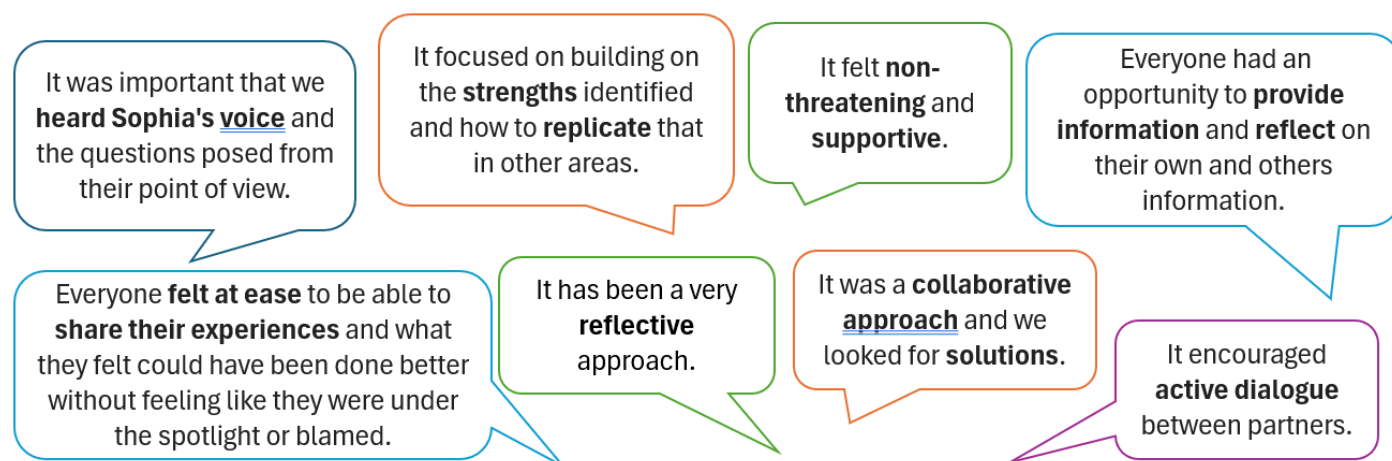 It was important that we
heard Sophia's voice and
the questions posed from
their point of view.
It focused on building on
the strengths identified
and how to replicate that
in other areas.
It felt non-
threatening and
supportive.
Everyone had an
opportunity to provide
information and reflect on
their own and others
information.
Everyone felt at ease to be able to
share their experiences and what
they felt could have been done better
without feeling like they were under
the spotlight or blamed.
It has been a very
reflective
approach.
It was a collaborative
approach and we
looked for solutions.
It encouraged
active dialogue
between partners.